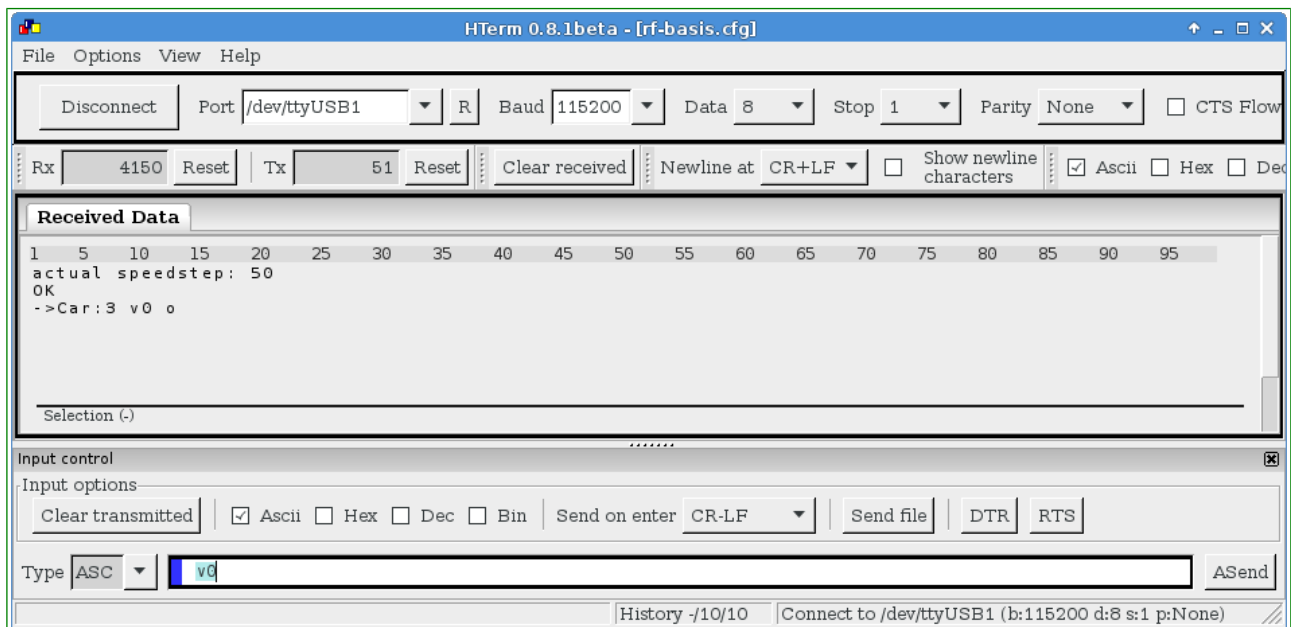 HTerm 0.8.1beta - [rf-basis.cfg]
File Options View Help
Disconnect Port /dev/ttyUSB1 R Baud 115200 Data 8 Stop 1 Parity None CTS Flow
Rx 4150 Reset Tx 51 Reset Clear received Newline at CR+LF Show newline characters Ascii Hex Dec
Received Data
1 5 10 15 20 25 30 35 40 45 50 55 60 65 70 75 80 85 90 95
actual speedstep: 50
OK
->Car:3 v0 o
Selection (-)
Input control
Input options
Clear transmitted Ascii Hex Dec Bin Send on enter CR-LF Send file DTR RTS
Type ASC v0 ASend
History -/10/10 Connect to /dev/ttyUSB1 (b:115200 d:8 s:1 p:None)